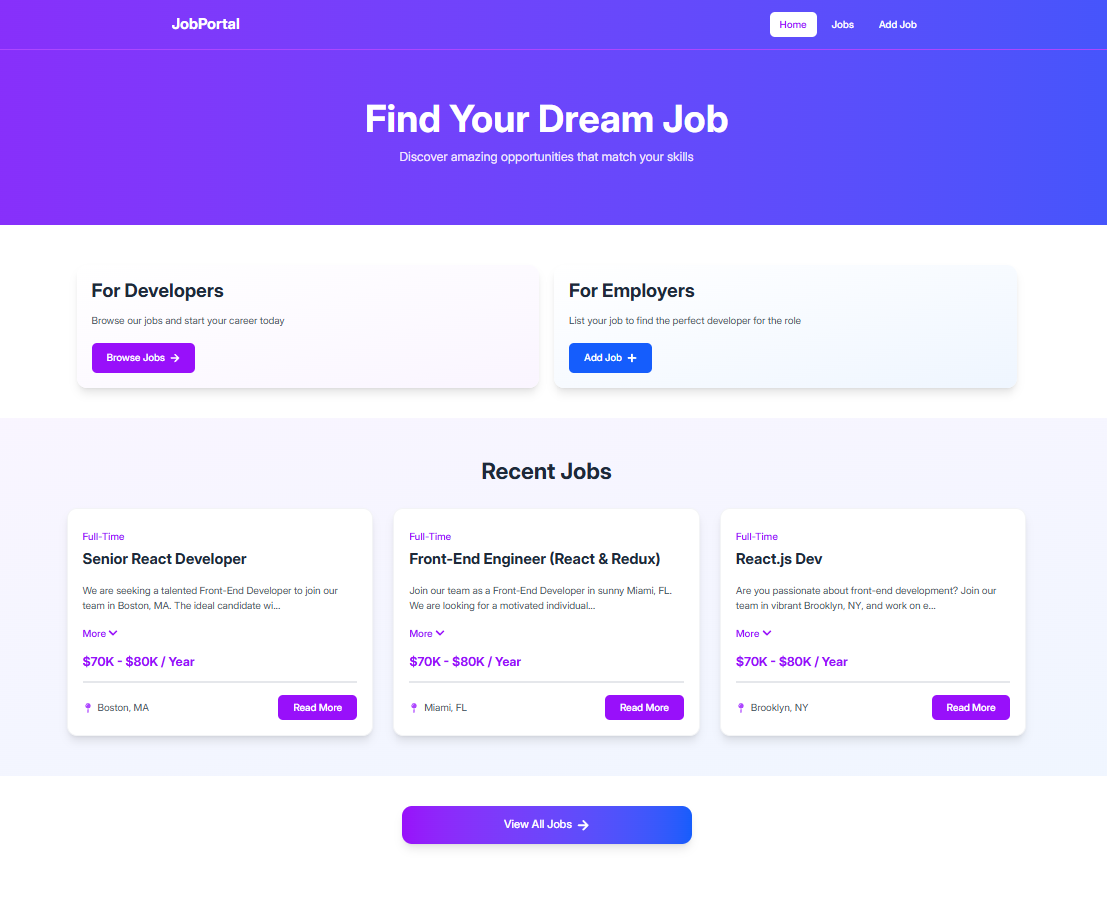 JobPortal
Home
Jobs
Add Job
Find Your Dream Job
Discover amazing opportunities that match your skills
For Developers
Browse our jobs and start your career today
Browse Jobs
For Employers
List your job to find the perfect developer for the role
Add Job
Recent Jobs
Full-Time
Senior React Developer
We are seeking a talented Front-End Developer to join our
team in Boston, MA. The ideal candidate wi...
More
$70K - $80K / Year
Boston, MA
Read More
Full-Time
Front-End Engineer (React & Redux)
Join our team as a Front-End Developer in sunny Miami, FL.
We are looking for a motivated individual...
More
$70K - $80K / Year
Miami, FL
Read More
Full-Time
React.js Dev
Are you passionate about front-end development? Join our
team in vibrant Brooklyn, NY, and work on e...
More
$70K - $80K / Year
Brooklyn, NY
Read More
View All Jobs